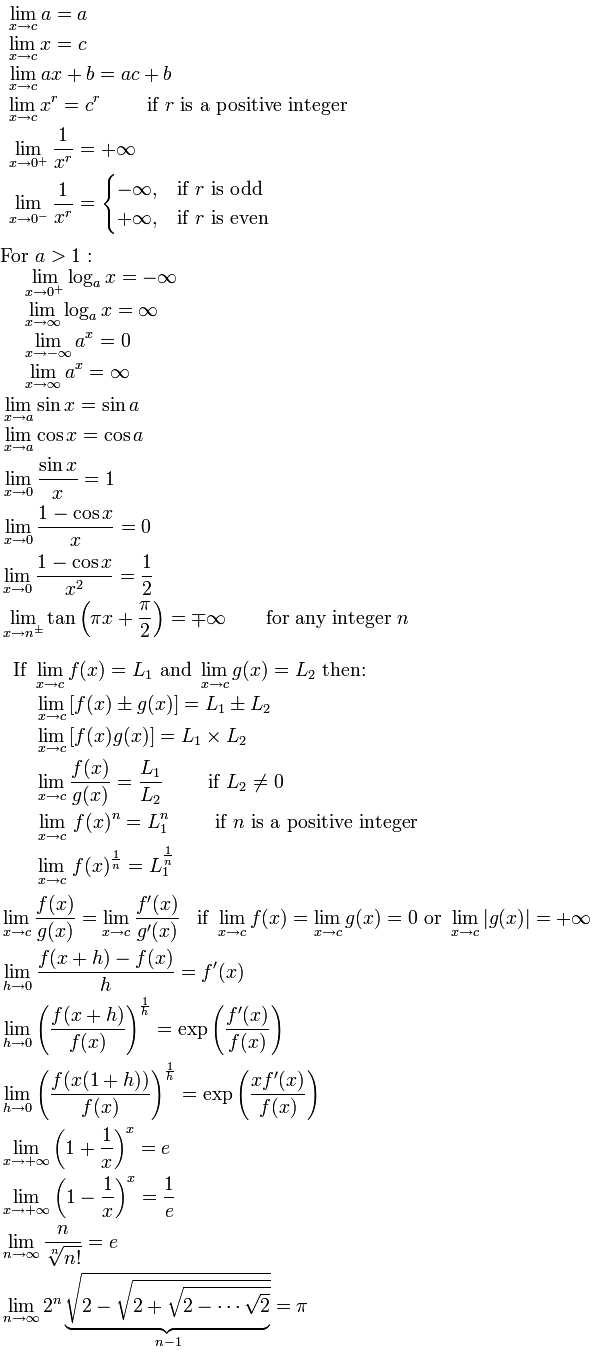 lim_{x→c} a = a
lim_{x→c} x = c
lim_{x→c} ax + b = ac + b
lim_{x→c} x^r = c^r if r is a positive integer
lim_{x→0^+} 1/x^r = +∞
lim_{x→0^-} 1/x^r = { −∞, if r is odd
+∞, if r is even
For a > 1 :
lim_{x→0^+} log_a x = −∞
lim_{x→∞} log_a x = ∞
lim_{x→−∞} a^x = 0
lim_{x→∞} a^x = ∞
lim_{x→a} sin x = sin a
lim_{x→a} cos x = cos a
lim_{x→0} (sin x)/x = 1
lim_{x→0} (1 − cos x)/x = 0
lim_{x→0} (1 − cos x)/x^2 = 1/2
lim_{x→n^±} tan (πx + π/2) = ∓∞ for any integer n
If lim_{x→c} f(x) = L_1 and lim_{x→c} g(x) = L_2 then:
lim_{x→c} [f(x) ± g(x)] = L_1 ± L_2
lim_{x→c} [f(x)g(x)] = L_1 × L_2
lim_{x→c} f(x)/g(x) = L_1/L_2 if L_2 ≠ 0
lim_{x→c} f(x)^n = L_1^n if n is a positive integer
lim_{x→c} f(x)^{1/n} = L_1^{1/n}
lim_{x→c} f(x)/g(x) = lim_{x→c} f′(x)/g′(x) if lim_{x→c} f(x) = lim_{x→c} g(x) = 0 or lim_{x→c} |g(x)| = +∞
lim_{h→0} (f(x + h) − f(x))/h = f′(x)
lim_{h→0} (f(x + h)/f(x))^{1/h} = exp (f′(x)/f(x))
lim_{h→0} (f(x(1 + h))/f(x))^{1/h} = exp (xf′(x)/f(x))
lim_{x→+∞} (1 + 1/x)^x = e
lim_{x→+∞} (1 − 1/x)^x = 1/e
lim_{n→∞} n/ⁿ√(n!) = e
lim_{n→∞} 2^n √(2 − √(2 + √(2 − ⋯ √2))) = π
n−1